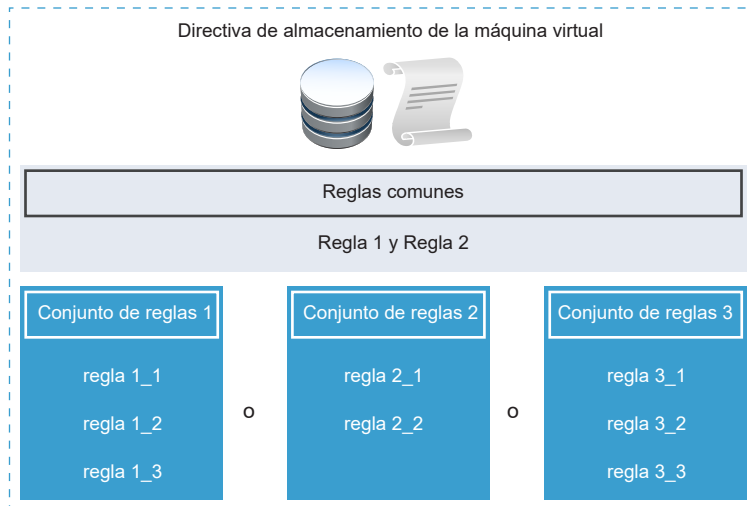 Directiva de almacenamiento de la máquina virtual
Reglas comunes
Regla 1 y Regla 2
Conjunto de reglas 1
regla 1_1
regla 1_2
regla 1_3
o
Conjunto de reglas 2
regla 2_1
regla 2_2
o
Conjunto de reglas 3
regla 3_1
regla 3_2
regla 3_3